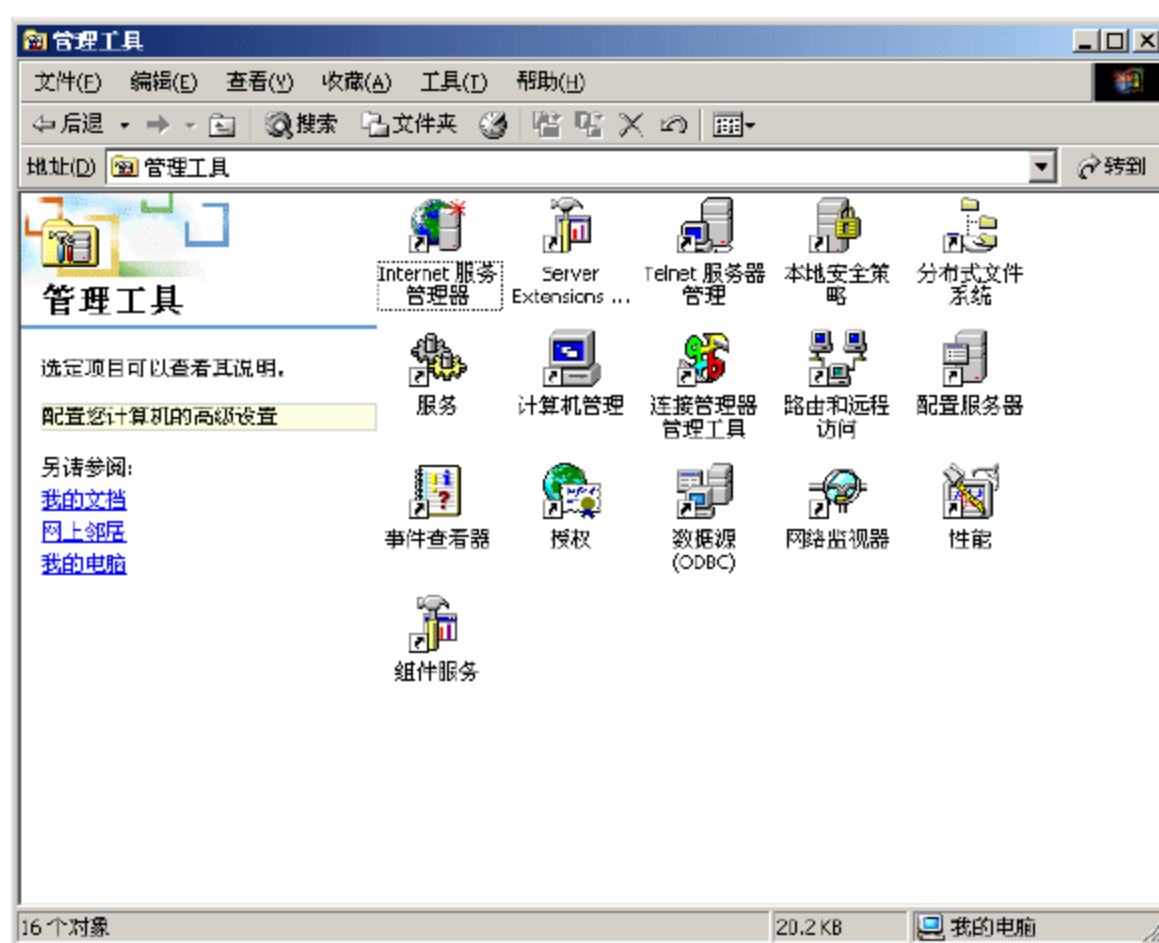 管理工具
文件(F) 编辑(E) 查看(V) 收藏(A) 工具(T) 帮助(H)
后退 搜索 文件夹
地址(D) 管理工具 转到
管理工具
选定项目可以查看其说明。
配置您计算机的高级设置
另请参阅:
我的文档
网上邻居
我的电脑
Internet 服务
管理器
Server
Extensions ...
Telnet 服务器
管理
本地安全策
略
分布式文件
系统
服务
计算机管理
连接管理器
管理工具
路由和远程
访问
配置服务器
事件查看器
授权
数据源
(ODBC)
网络监视器
性能
组件服务
16 个对象 20.2 KB 我的电脑